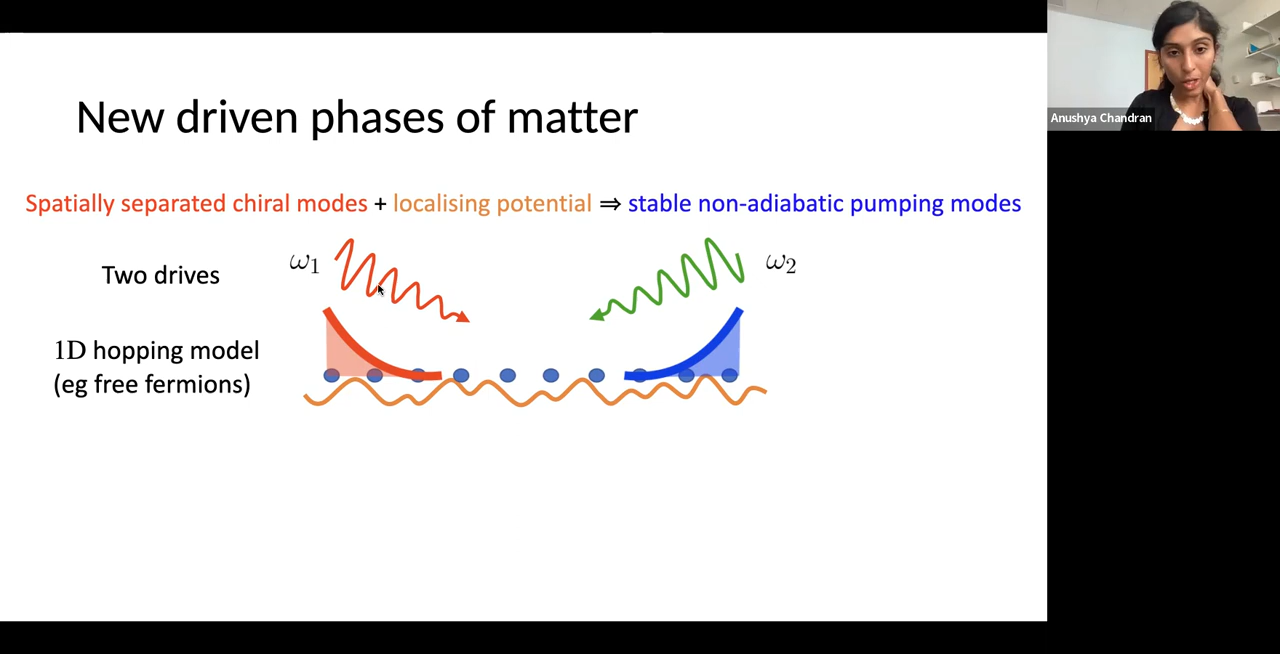 New driven phases of matter
Anushya Chandran
Spatially separated chiral modes + localising potential ⇒ stable non-adiabatic pumping modes
Two drives
ω₁
ω₂
1D hopping model
(eg free fermions)